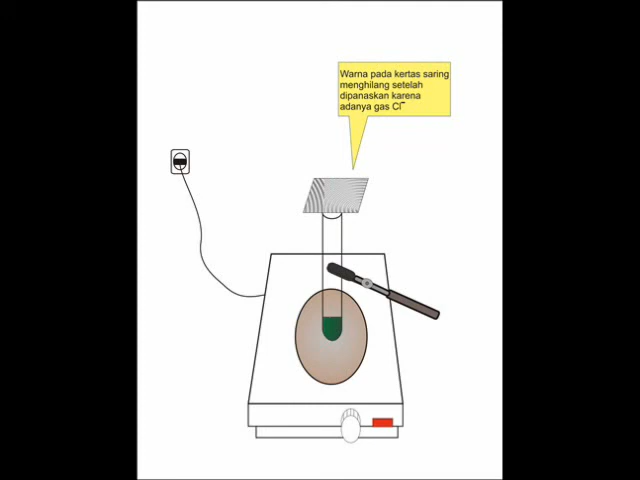 Warna pada kertas saring
menghilang setelah
dipanaskan karena
adanya gas Cl⁻